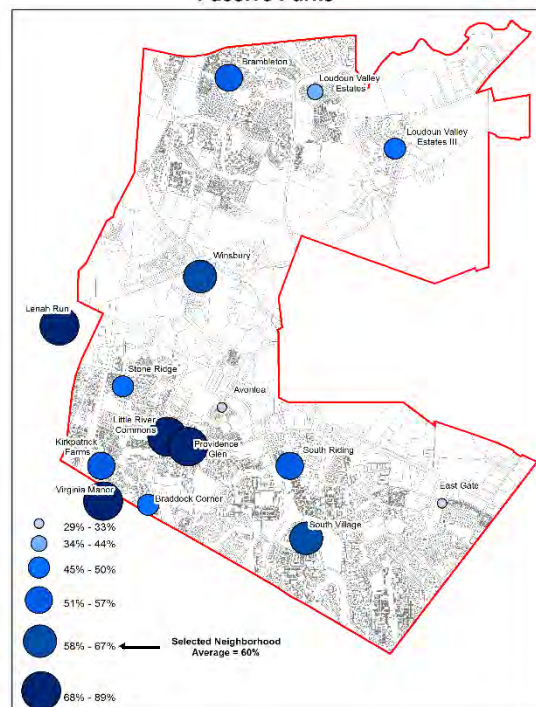 Brambleton
Loudoun Valley
Estates
Loudoun Valley
Estates III
Winsbury
Lenah Run
Stone Ridge
Avonlea
Little River
Commons
Providence
Glen
Kirkpatrick
Farms
South Riding
Virginia Manor
Braddock Corner
East Gate
South Village
29% - 33%
34% - 44%
45% - 50%
51% - 57%
58% - 67%
Selected Neighborhood
Average = 60%
68% - 89%